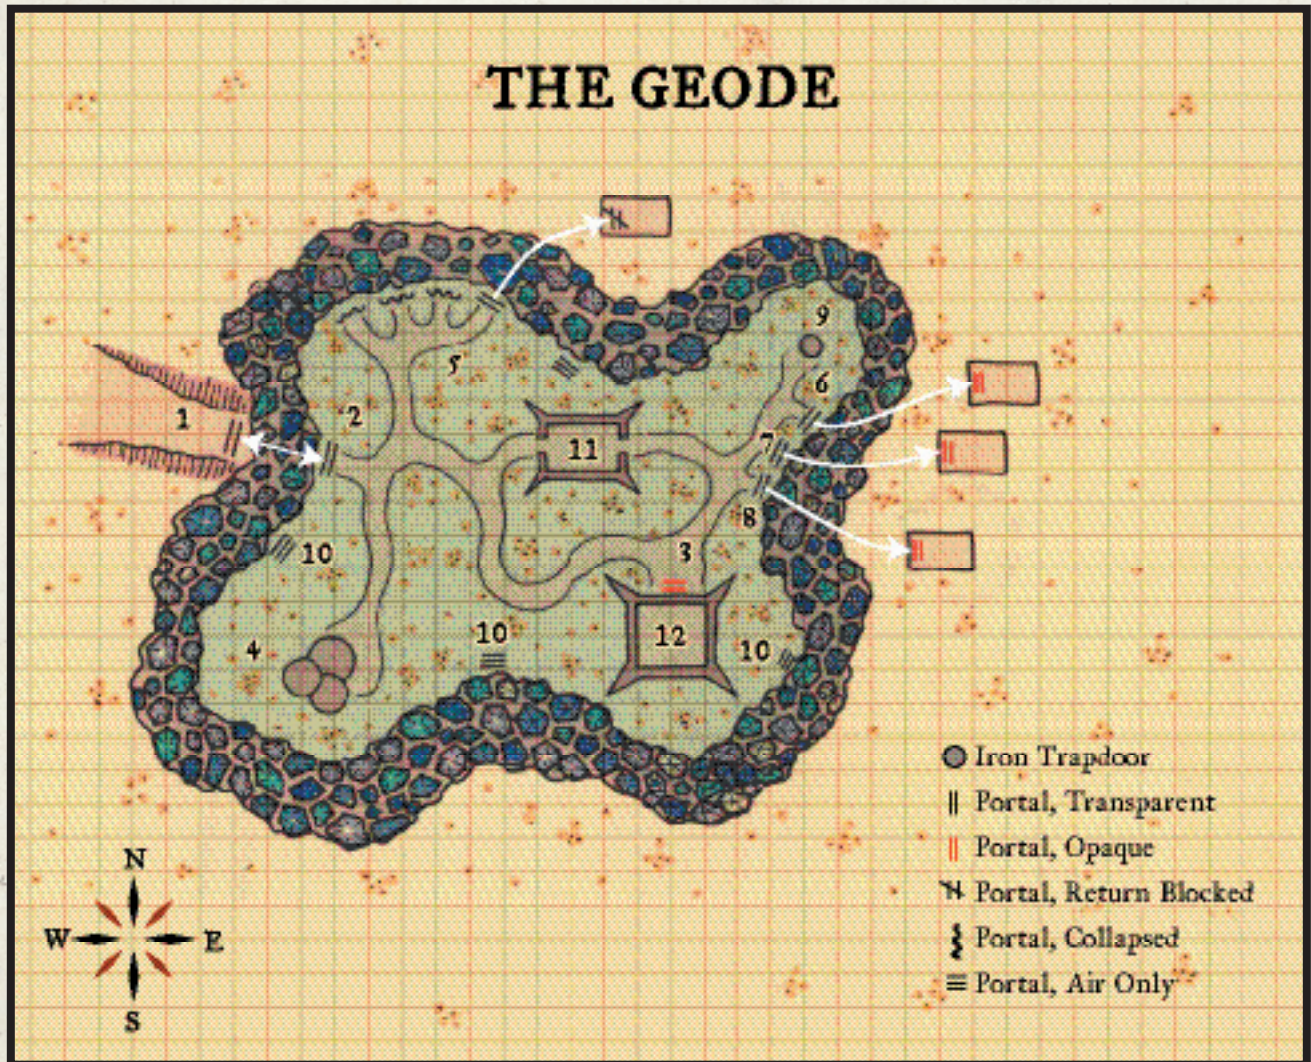 THE GEODE
9
6
5
1
2
7
11
8
10
3
10
12
10
4
Iron Trapdoor
Portal, Transparent
Portal, Opaque
Portal, Return Blocked
Portal, Collapsed
Portal, Air Only
N
W E
S